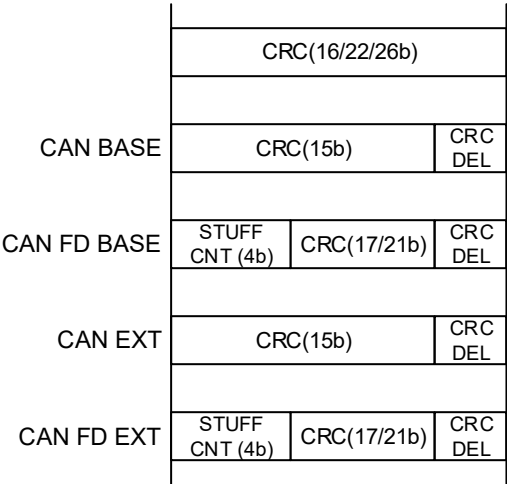 CRC(16/22/26b)
CAN BASE CRC(15b) CRC
DEL
CAN FD BASE STUFF
CNT (4b) CRC(17/21b) CRC
DEL
CAN EXT CRC(15b) CRC
DEL
CAN FD EXT STUFF
CNT (4b) CRC(17/21b) CRC
DEL